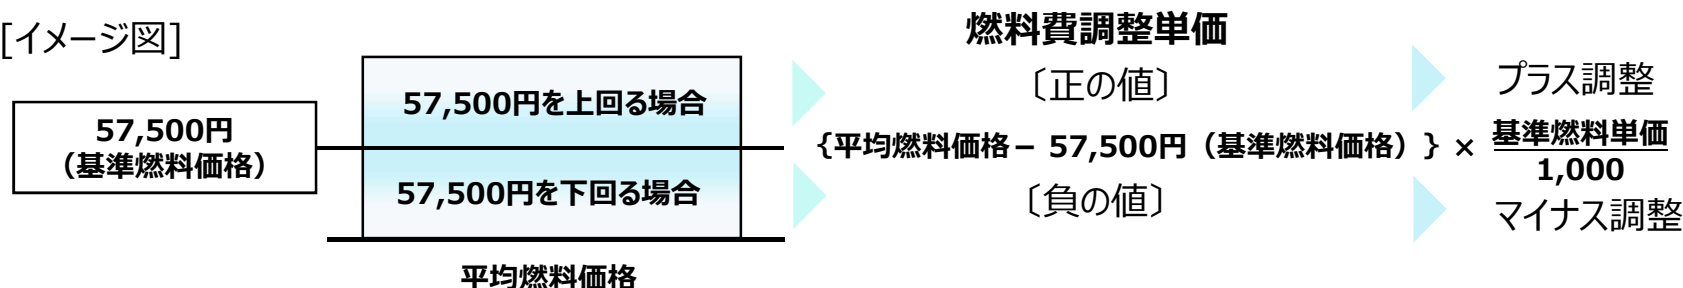 [イメージ図]
57,500円
（基準燃料価格）
57,500円を上回る場合
57,500円を下回る場合
平均燃料価格
燃料費調整単価
〔正の値〕
プラス調整
{平均燃料価格－ 57,500円（基準燃料価格）} × 基準燃料単価
1,000
〔負の値〕
マイナス調整